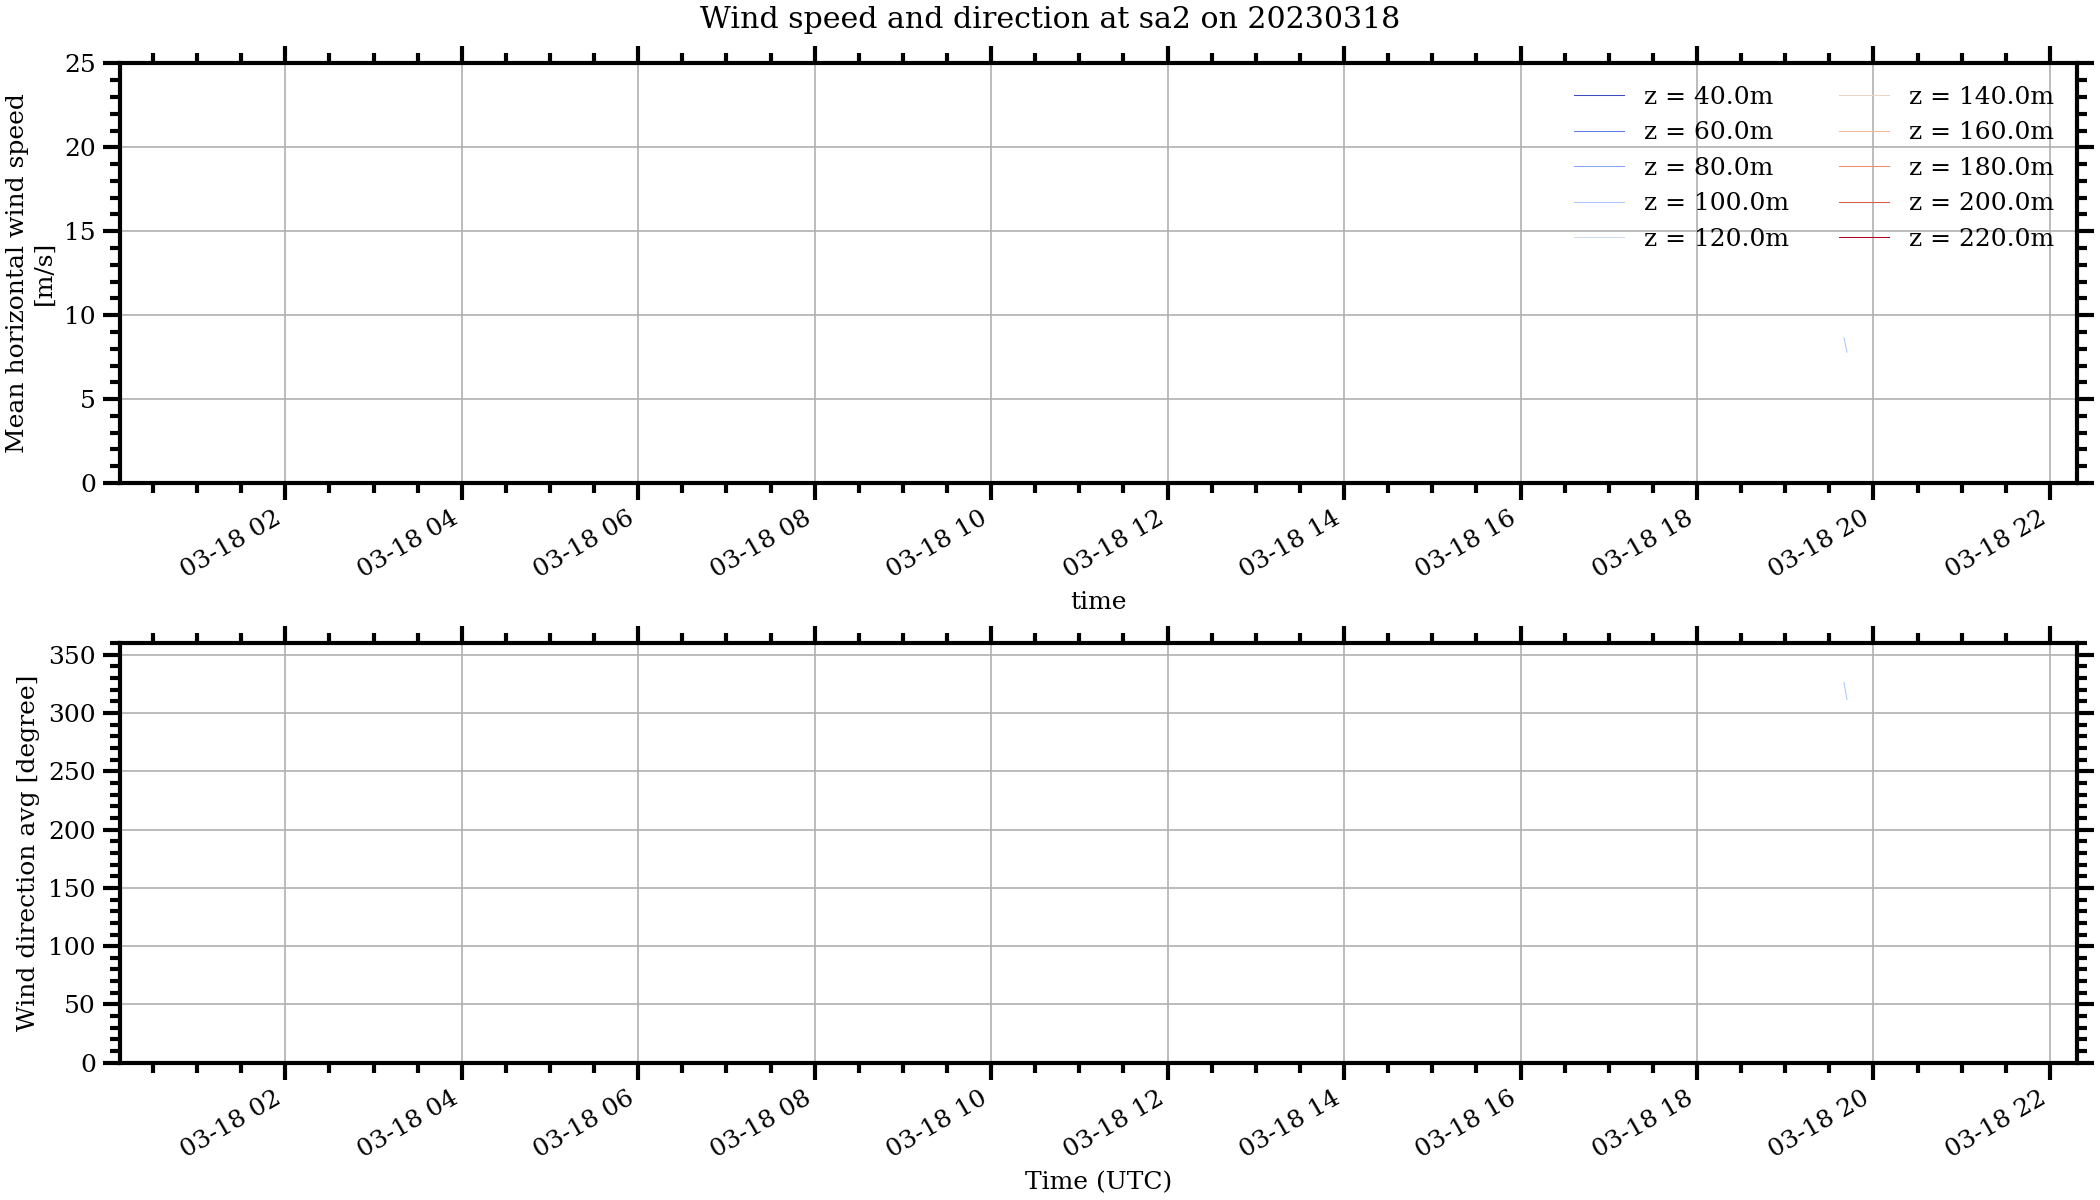 Wind speed and direction at sa2 on 20230318
Mean horizontal wind speed
[m/s]
25
20
15
10
5
0
z = 40.0m
z = 60.0m
z = 80.0m
z = 100.0m
z = 120.0m
z = 140.0m
z = 160.0m
z = 180.0m
z = 200.0m
z = 220.0m
03-18 02
03-18 04
03-18 06
03-18 08
03-18 10
03-18 12
03-18 14
03-18 16
03-18 18
03-18 20
03-18 22
time
Wind direction avg [degree]
350
300
250
200
150
100
50
0
03-18 02
03-18 04
03-18 06
03-18 08
03-18 10
03-18 12
03-18 14
03-18 16
03-18 18
03-18 20
03-18 22
Time (UTC)